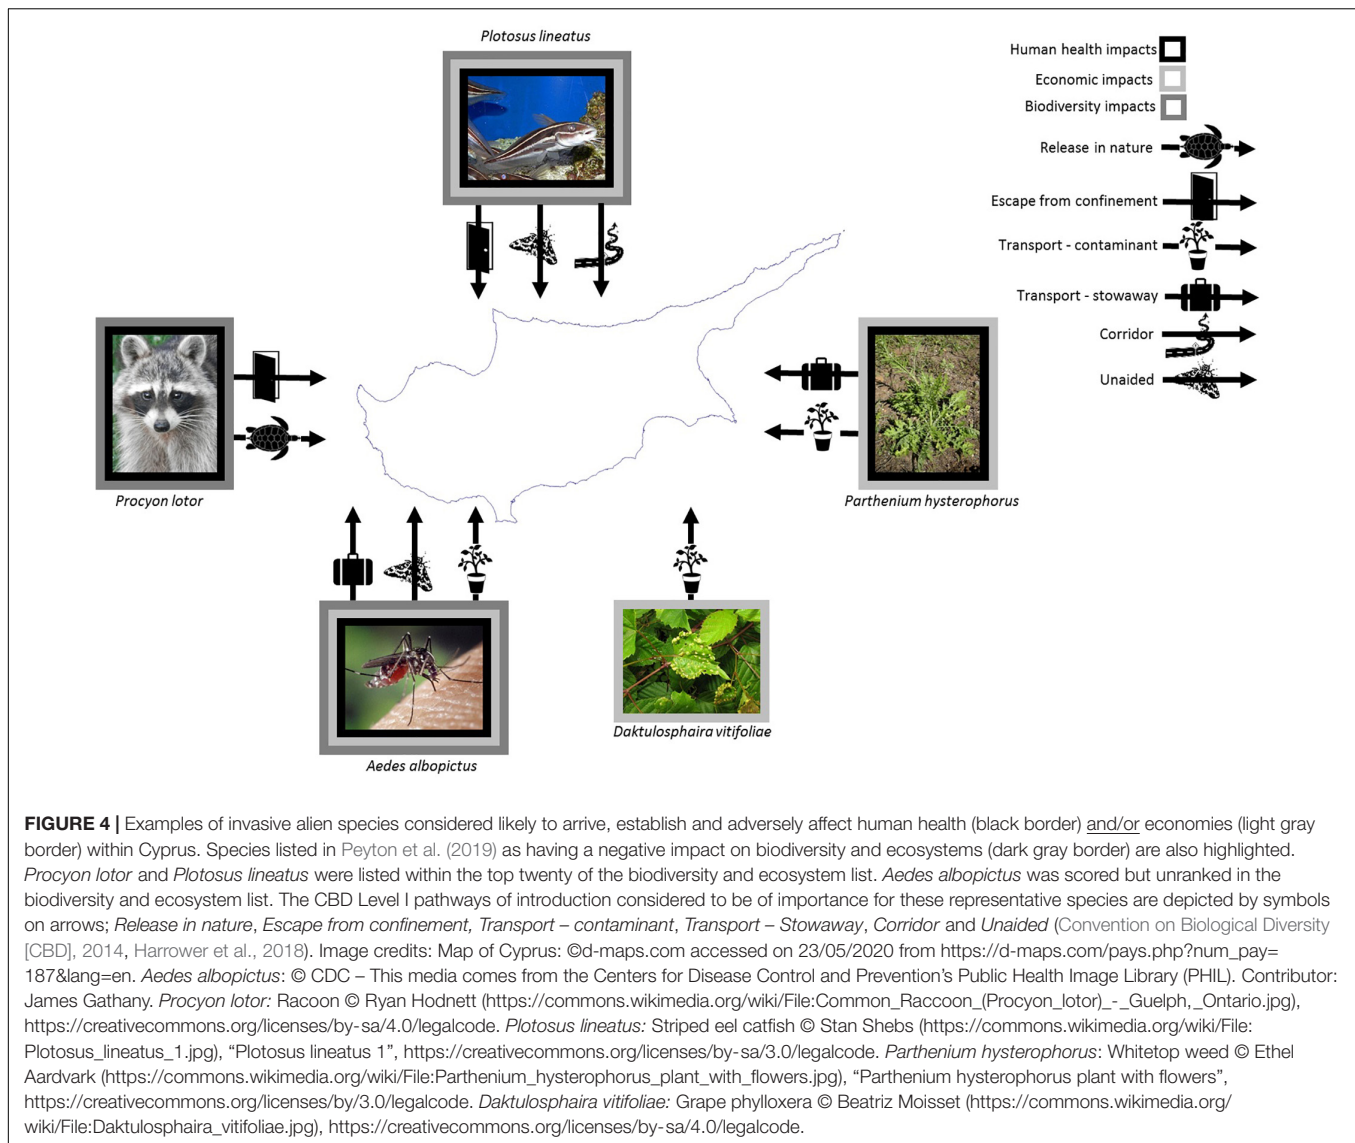 Plotosus lineatus
Human health impacts
Economic impacts
Biodiversity impacts
Release in nature
Escape from confinement
Transport - contaminant
Transport - stowaway
Corridor
Unaided
Procyon lotor
Parthenium hysterophorus
Aedes albopictus
Daktulosphaira vitifoliae
FIGURE 4 | Examples of invasive alien species considered likely to arrive, establish and adversely affect human health (black border) and/or economies (light gray
border) within Cyprus. Species listed in Peyton et al. (2019) as having a negative impact on biodiversity and ecosystems (dark gray border) are also highlighted.
Procyon lotor and Plotosus lineatus were listed within the top twenty of the biodiversity and ecosystem list. Aedes albopictus was scored but unranked in the
biodiversity and ecosystem list. The CBD Level I pathways of introduction considered to be of importance for these representative species are depicted by symbols
on arrows; Release in nature, Escape from confinement, Transport – contaminant, Transport – Stowaway, Corridor and Unaided (Convention on Biological Diversity
[CBD], 2014, Harrower et al., 2018). Image credits: Map of Cyprus: ©d-maps.com accessed on 23/05/2020 from https://d-maps.com/pays.php?num_pay=
187&lang=en. Aedes albopictus: © CDC – This media comes from the Centers for Disease Control and Prevention's Public Health Image Library (PHIL). Contributor:
James Gathany. Procyon lotor: Racoon © Ryan Hodnett (https://commons.wikimedia.org/wiki/File:Common_Raccoon_(Procyon_lotor)_-_Guelph,_Ontario.jpg),
https://creativecommons.org/licenses/by-sa/4.0/legalcode. Plotosus lineatus: Striped eel catfish © Stan Shebs (https://commons.wikimedia.org/wiki/File:
Plotosus_lineatus_1.jpg), "Plotosus lineatus 1", https://creativecommons.org/licenses/by-sa/3.0/legalcode. Parthenium hysterophorus: Whitetop weed © Ethel
Aardvark (https://commons.wikimedia.org/wiki/File:Parthenium_hysterophorus_plant_with_flowers.jpg), "Parthenium hysterophorus plant with flowers",
https://creativecommons.org/licenses/by/3.0/legalcode. Daktulosphaira vitifoliae: Grape phylloxera © Beatriz Moisset (https://commons.wikimedia.org/
wiki/File:Daktulosphaira_vitifoliae.jpg), https://creativecommons.org/licenses/by-sa/4.0/legalcode.